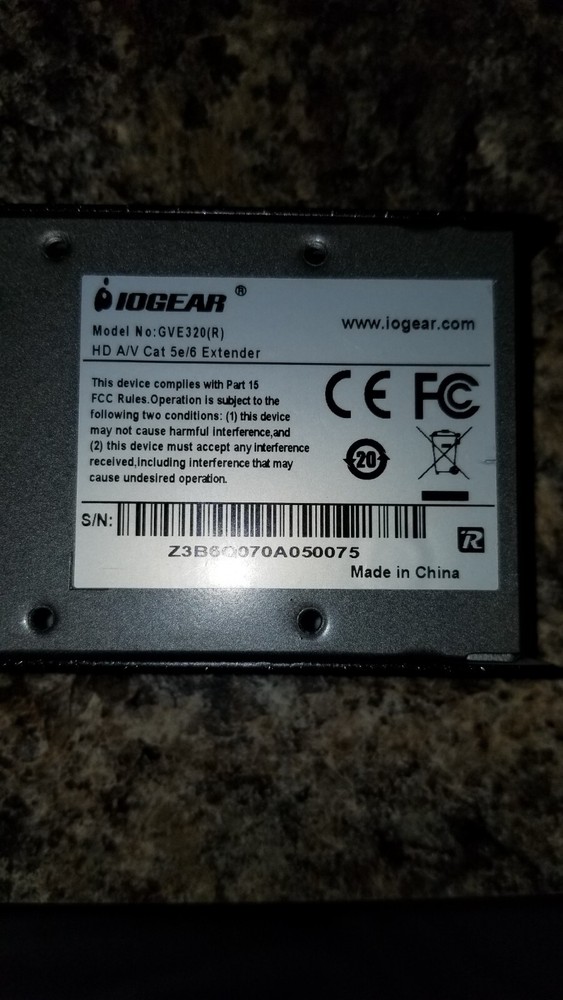 IOGEAR®
www.iogear.com
Model No:GVE320(R)
HD A/V Cat 5e/6 Extender
This device complies with Part 15
FCC Rules.Operation is subject to the
following two conditions: (1) this device
may not cause harmful interference,and
(2) this device must accept any interference
received,including interference that may
cause undesired operation.
CE FC
20
S/N:
Z3B6Q070A050075
R
Made in China